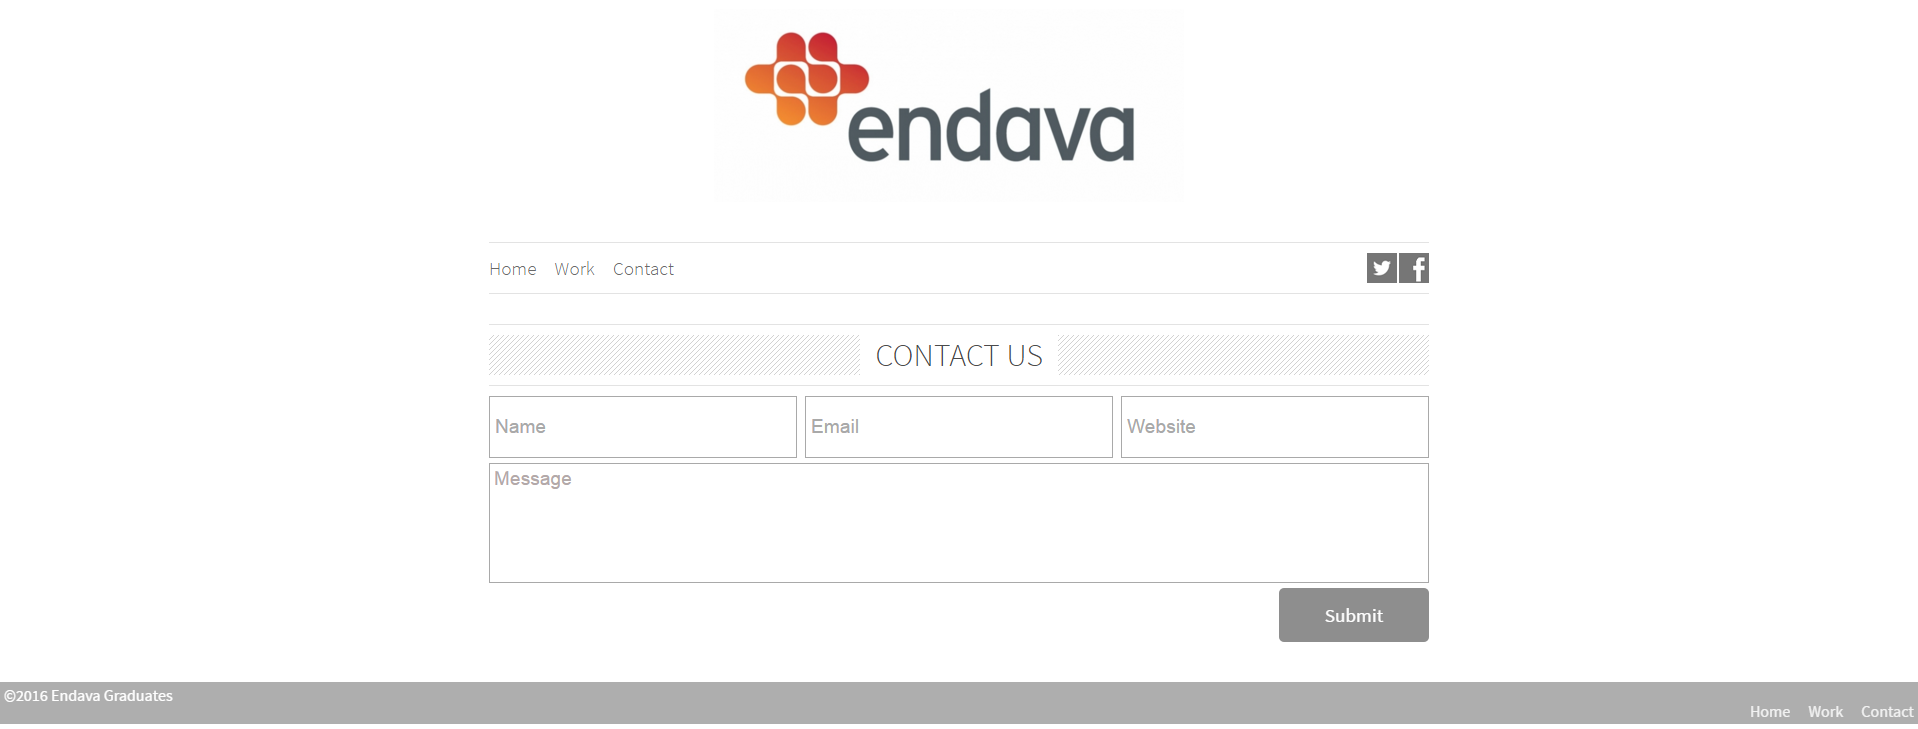 endava
Home Work Contact
CONTACT US
Name Email Website
Message
Submit
©2016 Endava Graduates
Home Work Contact